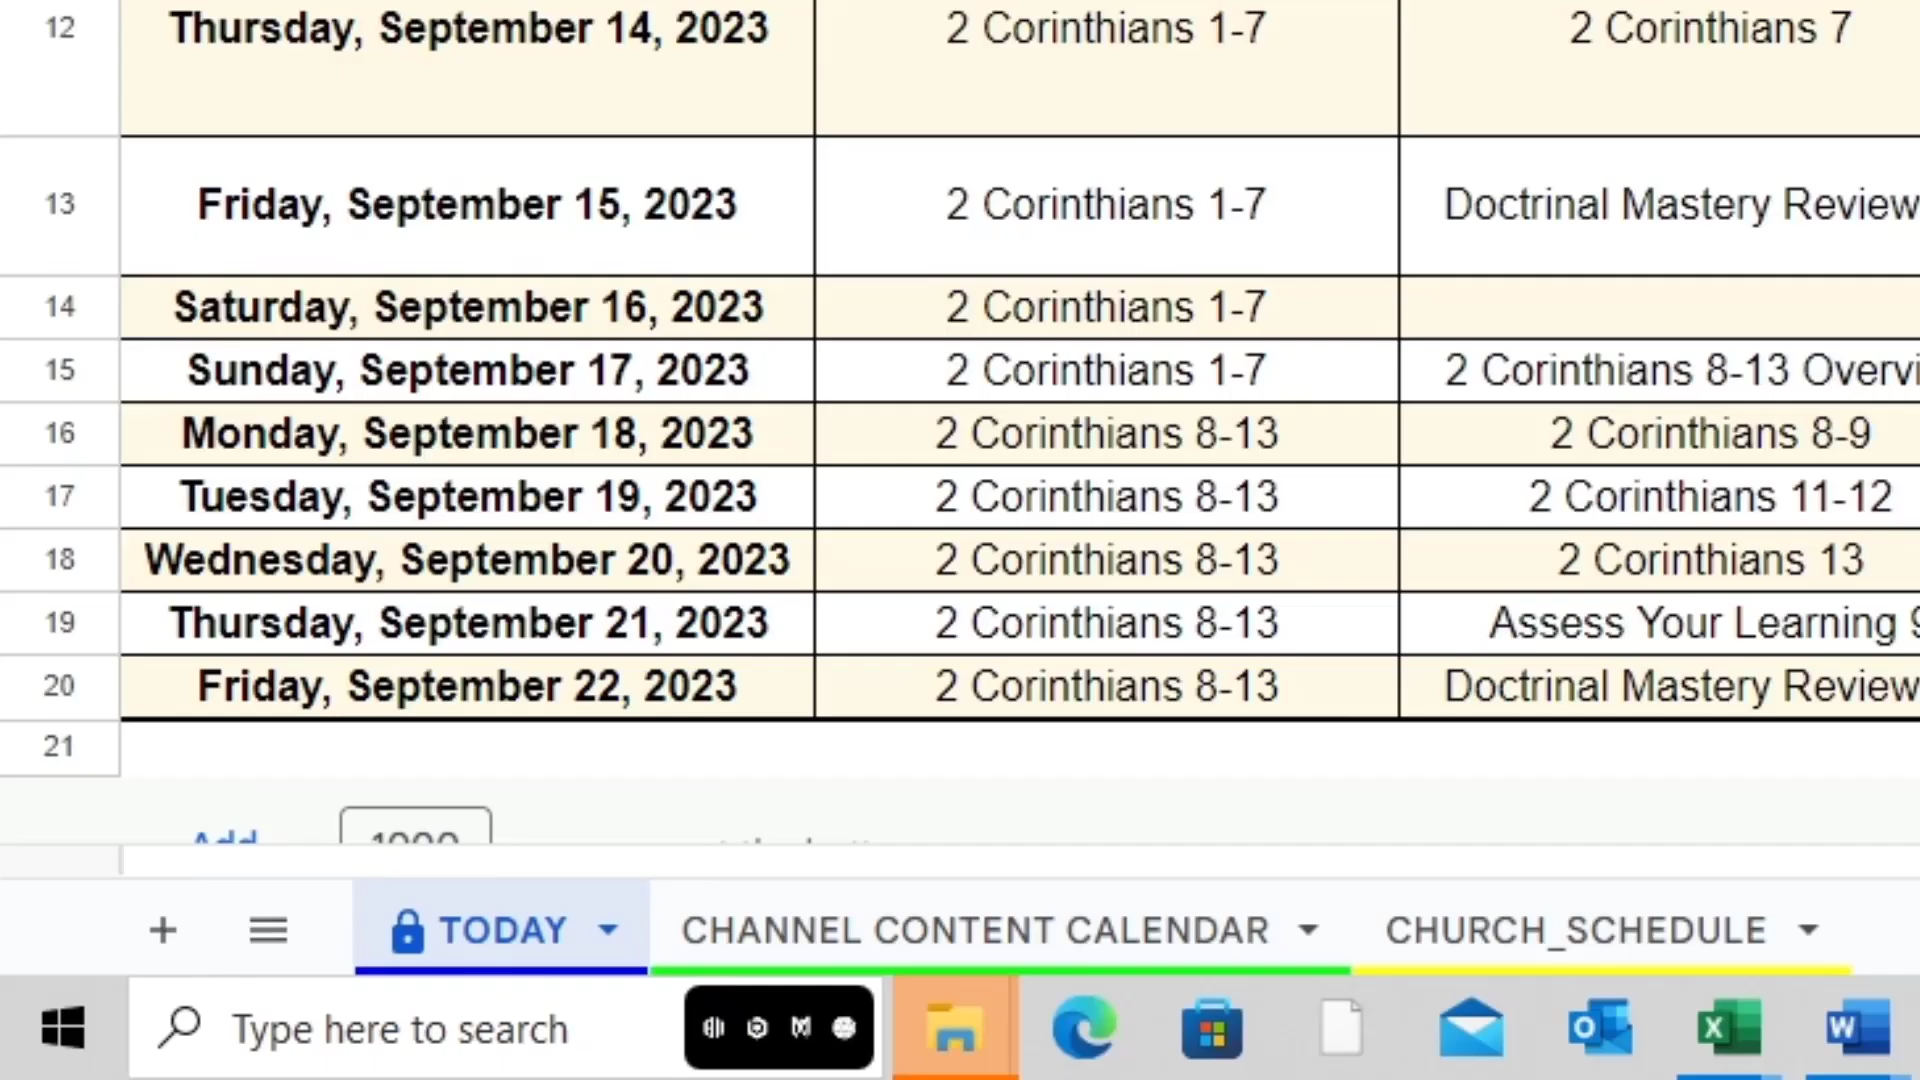 12 Thursday, September 14, 2023 2 Corinthians 1-7 2 Corinthians 7
13 Friday, September 15, 2023 2 Corinthians 1-7 Doctrinal Mastery Review
14 Saturday, September 16, 2023 2 Corinthians 1-7
15 Sunday, September 17, 2023 2 Corinthians 1-7 2 Corinthians 8-13 Overvi
16 Monday, September 18, 2023 2 Corinthians 8-13 2 Corinthians 8-9
17 Tuesday, September 19, 2023 2 Corinthians 8-13 2 Corinthians 11-12
18 Wednesday, September 20, 2023 2 Corinthians 8-13 2 Corinthians 13
19 Thursday, September 21, 2023 2 Corinthians 8-13 Assess Your Learning 9
20 Friday, September 22, 2023 2 Corinthians 8-13 Doctrinal Mastery Review
21
Add 1000
TODAY CHANNEL CONTENT CALENDAR CHURCH_SCHEDULE
Type here to search